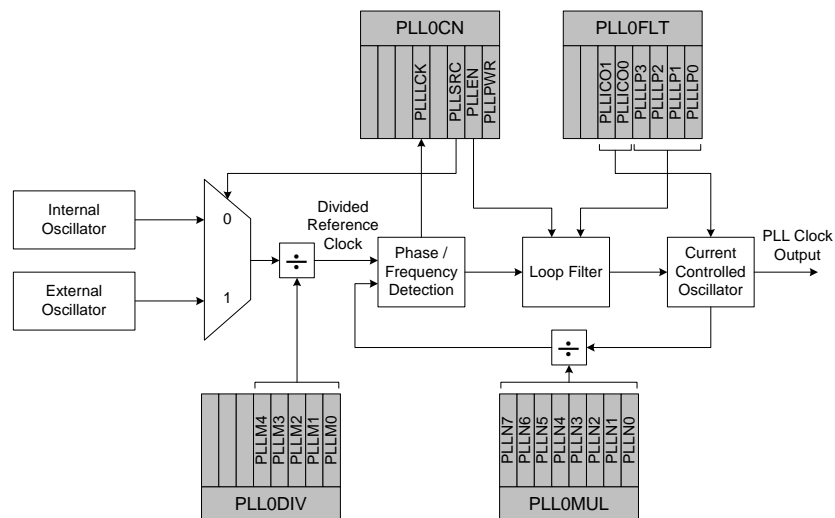 PLL0CN
PLLLCK
PLLSRC
PLLEN
PLLPWR
PLL0FLT
PLLICO1
PLLICO0
PLLLP3
PLLLP2
PLLLP1
PLLLP0
Internal
Oscillator
External
Oscillator
0
1
÷
Divided
Reference
Clock
Phase /
Frequency
Detection
Loop Filter
Current
Controlled
Oscillator
PLL Clock
Output
÷
PLLM4
PLLM3
PLLM2
PLLM1
PLLM0
PLL0DIV
PLLN7
PLLN6
PLLN5
PLLN4
PLLN3
PLLN2
PLLN1
PLLN0
PLL0MUL